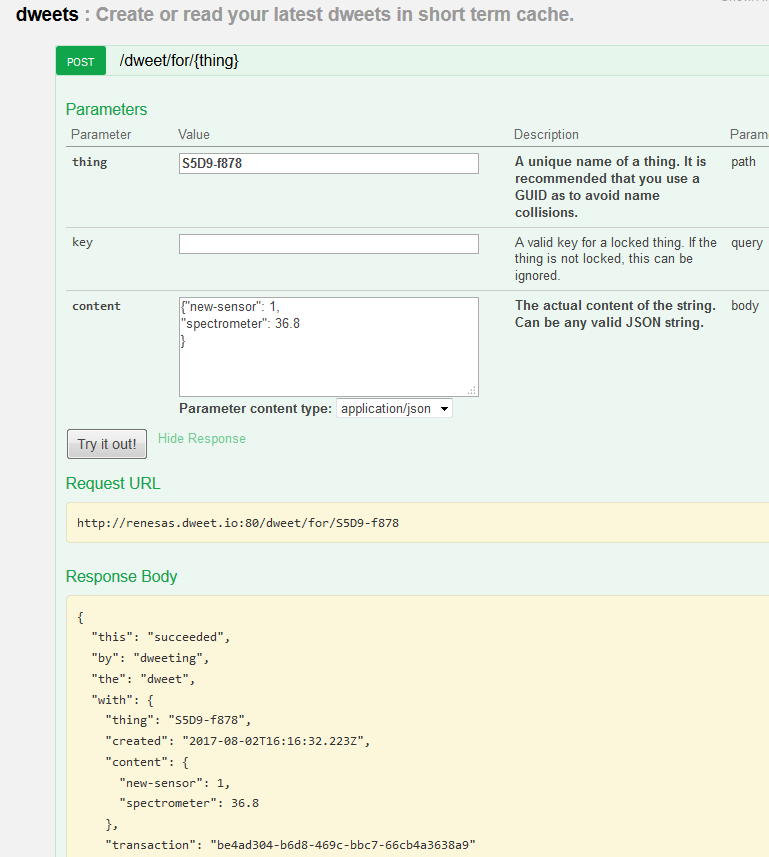 dweets : Create or read your latest dweets in short term cache.
POST /dweet/for/{thing}
Parameters
Parameter Value Description Param
thing S5D9-f878 A unique name of a thing. It is path
recommended that you use a
GUID as to avoid name
collisions.
key A valid key for a locked thing. If the query
thing is not locked, this can be
ignored.
content {"new-sensor": 1, The actual content of the string. body
"spectrometer": 36.8 Can be any valid JSON string.
}
Parameter content type: application/json
Try it out! Hide Response
Request URL
http://renesas.dweet.io:80/dweet/for/S5D9-f878
Response Body
{
"this": "succeeded",
"by": "dweeting",
"the": "dweet",
"with": {
"thing": "S5D9-f878",
"created": "2017-08-02T16:16:32.223Z",
"content": {
"new-sensor": 1,
"spectrometer": 36.8
},
"transaction": "be4ad304-b6d8-469c-bbc7-66cb4a3638a9"